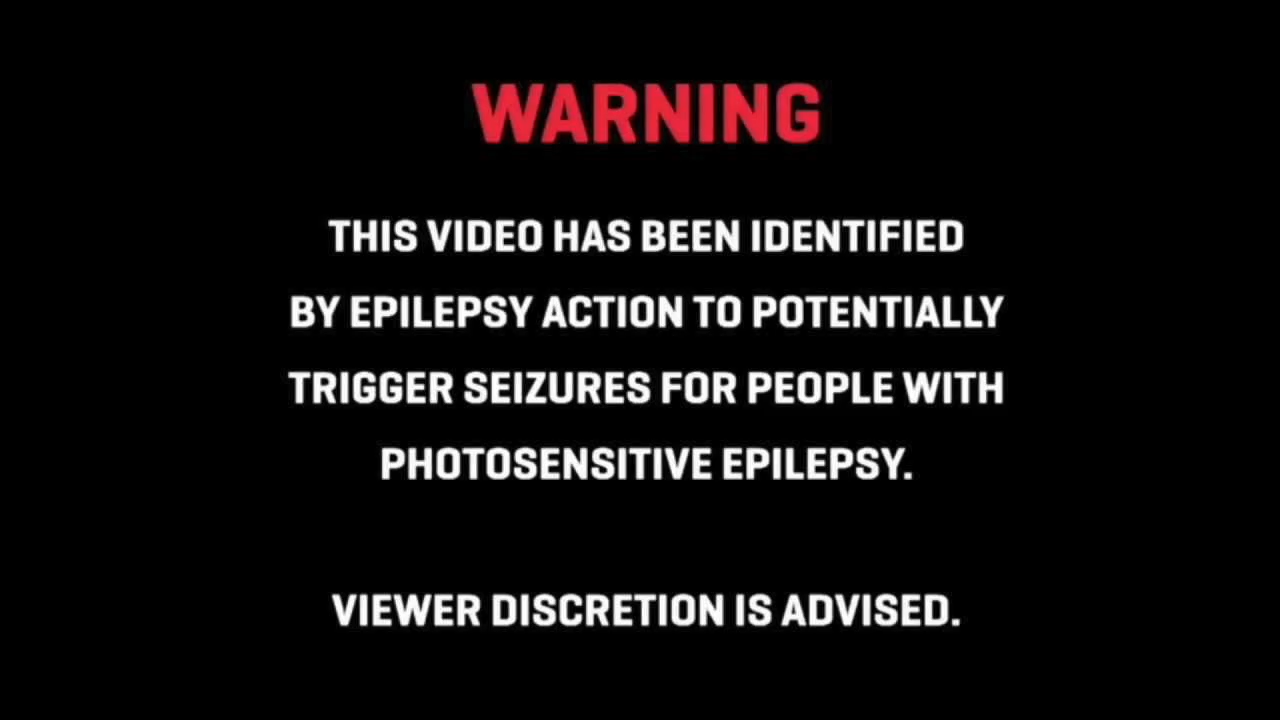 WARNING
THIS VIDEO HAS BEEN IDENTIFIED
BY EPILEPSY ACTION TO POTENTIALLY
TRIGGER SEIZURES FOR PEOPLE WITH
PHOTOSENSITIVE EPILEPSY.
VIEWER DISCRETION IS ADVISED.